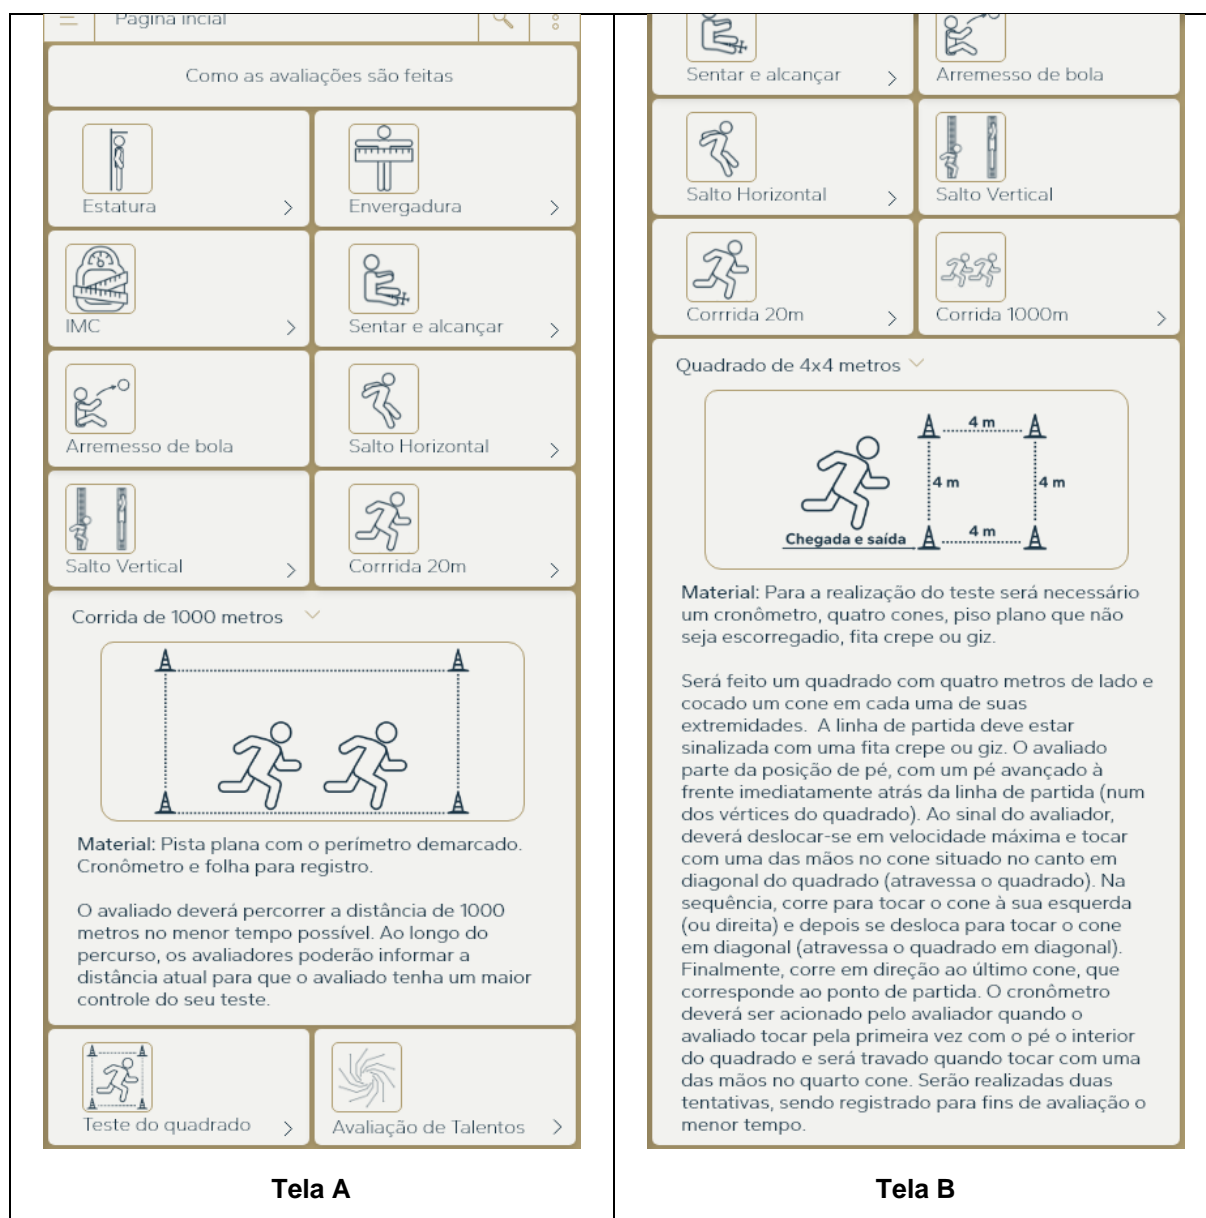 Pagina incial
Como as avaliações são feitas
Estatura
Envergadura
IMC
Sentar e alcançar
Arremesso de bola
Salto Horizontal
Salto Vertical
Corrrida 20m
Corrida de 1000 metros
Material: Pista plana com o perímetro demarcado.
Cronômetro e folha para registro.
O avaliado deverá percorrer a distância de 1000
metros no menor tempo possível. Ao longo do
percurso, os avaliadores poderão informar a
distância atual para que o avaliado tenha um maior
controle do seu teste.
Teste do quadrado
Avaliação de Talentos
Tela A
Sentar e alcançar
Arremesso de bola
Salto Horizontal
Salto Vertical
Corrrida 20m
Corrida 1000m
Quadrado de 4x4 metros
4 m
4 m
4 m
4 m
Chegada e saída
Material: Para a realização do teste será necessário
um cronômetro, quatro cones, piso plano que não
seja escorregadio, fita crepe ou giz.
Será feito um quadrado com quatro metros de lado e
cocado um cone em cada uma de suas
extremidades.  A linha de partida deve estar
sinalizada com uma fita crepe ou giz. O avaliado
parte da posição de pé, com um pé avançado à
frente imediatamente atrás da linha de partida (num
dos vértices do quadrado). Ao sinal do avaliador,
deverá deslocar-se em velocidade máxima e tocar
com uma das mãos no cone situado no canto em
diagonal do quadrado (atravessa o quadrado). Na
sequência, corre para tocar o cone à sua esquerda
(ou direita) e depois se desloca para tocar o cone
em diagonal (atravessa o quadrado em diagonal).
Finalmente, corre em direção ao último cone, que
corresponde ao ponto de partida. O cronômetro
deverá ser acionado pelo avaliador quando o
avaliado tocar pela primeira vez com o pé o interior
do quadrado e será travado quando tocar com uma
das mãos no quarto cone. Serão realizadas duas
tentativas, sendo registrado para fins de avaliação o
menor tempo.
Tela B